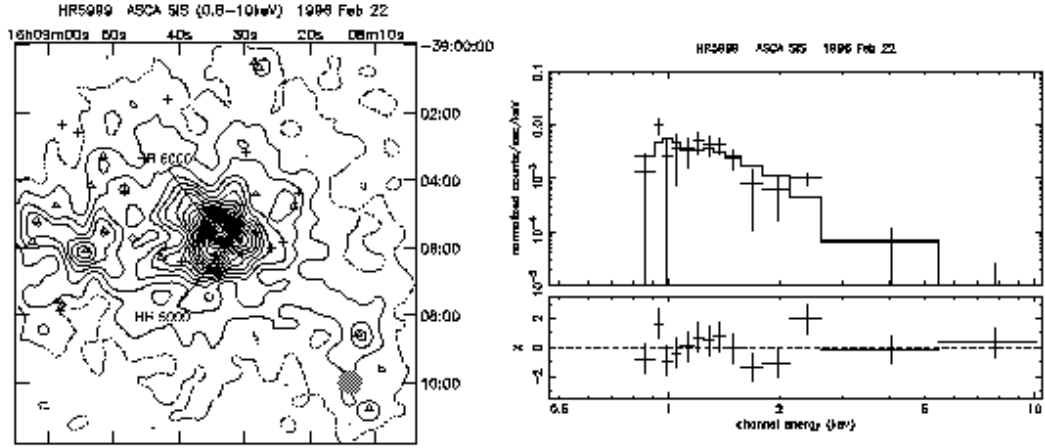 HR5999 ASCA SIS 1996 Feb 22
16h09m00s 50s 40s 30s 20s 08m10s
-39:00:00
02:00
HR 6000
04:00
06:00
HR 5999
08:00
10:00
HR5999 ASCA SIS 1996 Feb 22
normalized counts/sec/keV
0.1
0.01
10⁻³
10⁻⁴
10⁻⁵
χ
2
0
-2
0.5 1 2 5 10
channel energy (keV)